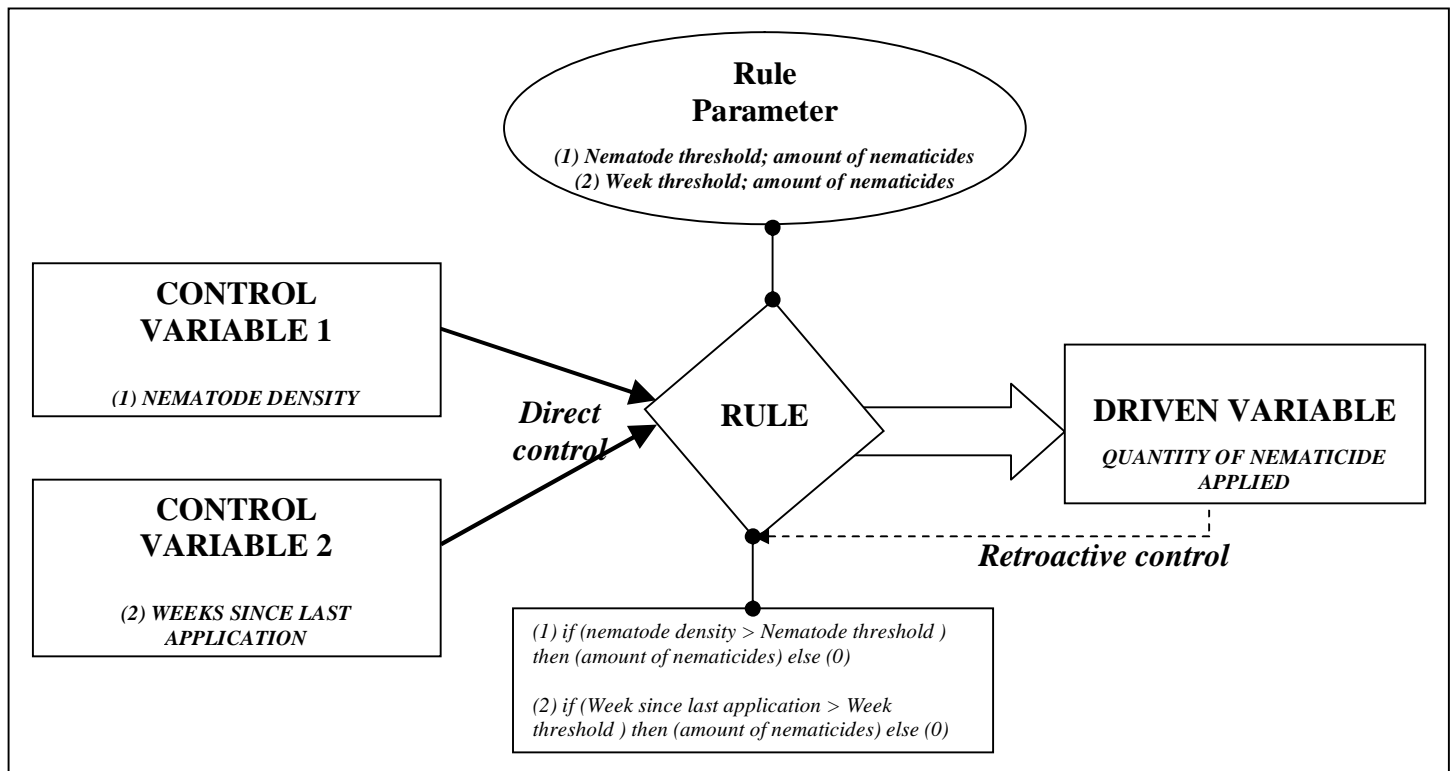 Rule
Parameter
(1) Nematode threshold; amount of nematicides
(2) Week threshold; amount of nematicides
CONTROL
VARIABLE 1
(1) NEMATODE DENSITY
Direct
control
RULE
DRIVEN VARIABLE
QUANTITY OF NEMATICIDE
APPLIED
CONTROL
VARIABLE 2
(2) WEEKS SINCE LAST
APPLICATION
Retroactive control
(1) if (nematode density > Nematode threshold )
then (amount of nematicides) else (0)
(2) if (Week since last application > Week
threshold ) then (amount of nematicides) else (0)